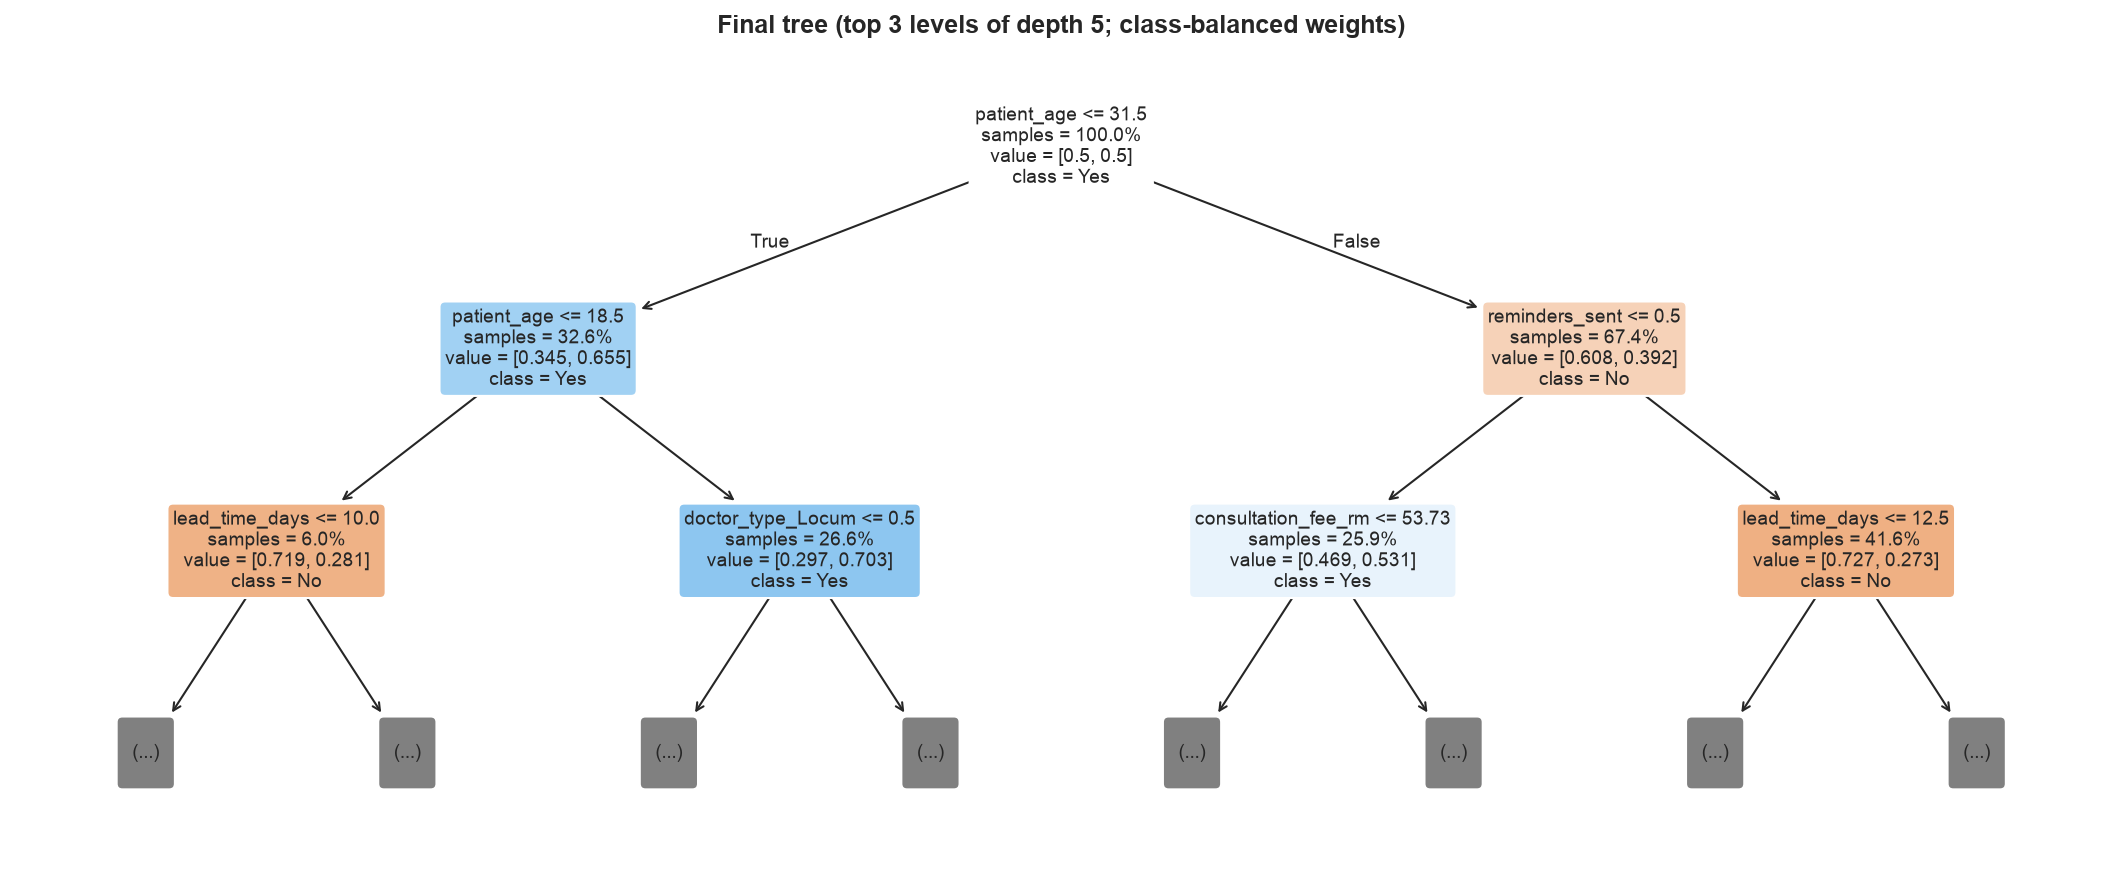 Final tree (top 3 levels of depth 5; class-balanced weights)
patient_age <= 31.5
samples = 100.0%
value = [0.5, 0.5]
class = Yes
True
False
patient_age <= 18.5
samples = 32.6%
value = [0.345, 0.655]
class = Yes
reminders_sent <= 0.5
samples = 67.4%
value = [0.608, 0.392]
class = No
lead_time_days <= 10.0
samples = 6.0%
value = [0.719, 0.281]
class = No
doctor_type_Locum <= 0.5
samples = 26.6%
value = [0.297, 0.703]
class = Yes
consultation_fee_rm <= 53.73
samples = 25.9%
value = [0.469, 0.531]
class = Yes
lead_time_days <= 12.5
samples = 41.6%
value = [0.727, 0.273]
class = No
(...)
(...)
(...)
(...)
(...)
(...)
(...)
(...)